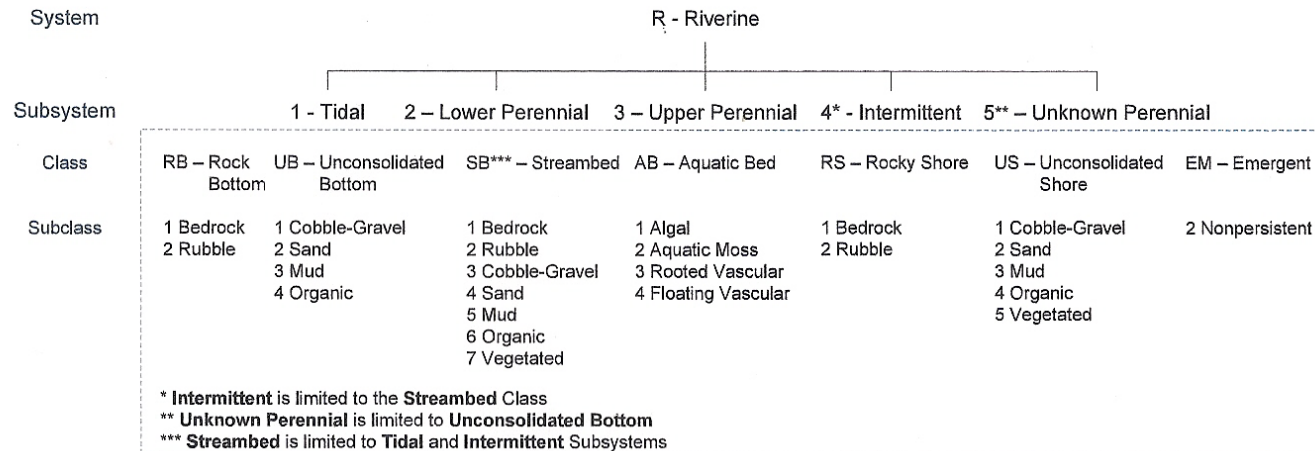 System R - Riverine
Subsystem 1 - Tidal 2 – Lower Perennial 3 – Upper Perennial 4* - Intermittent 5** – Unknown Perennial
Class RB – Rock Bottom UB – Unconsolidated Bottom SB*** – Streambed AB – Aquatic Bed RS – Rocky Shore US – Unconsolidated Shore EM – Emergent
Subclass 1 Bedrock 1 Cobble-Gravel 1 Bedrock 1 Algal 1 Bedrock 1 Cobble-Gravel 2 Nonpersistent
2 Rubble 2 Sand 2 Rubble 2 Aquatic Moss 2 Rubble 2 Sand
3 Mud 3 Cobble-Gravel 3 Rooted Vascular 3 Mud
4 Organic 4 Sand 4 Floating Vascular 4 Organic
5 Mud 5 Vegetated
6 Organic
7 Vegetated
* Intermittent is limited to the Streambed Class
** Unknown Perennial is limited to Unconsolidated Bottom
*** Streambed is limited to Tidal and Intermittent Subsystems